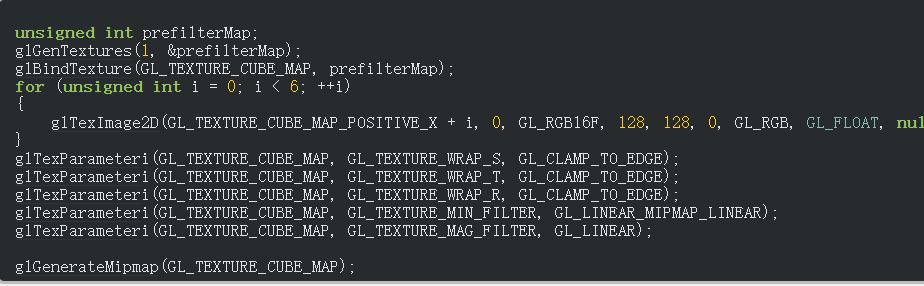 unsigned int prefilterMap;
glGenTextures(1, &prefilterMap);
glBindTexture(GL_TEXTURE_CUBE_MAP, prefilterMap);
for (unsigned int i = 0; i < 6; ++i)
{
glTexImage2D(GL_TEXTURE_CUBE_MAP_POSITIVE_X + i, 0, GL_RGB16F, 128, 128, 0, GL_RGB, GL_FLOAT, nul
}
glTexParameteri(GL_TEXTURE_CUBE_MAP, GL_TEXTURE_WRAP_S, GL_CLAMP_TO_EDGE);
glTexParameteri(GL_TEXTURE_CUBE_MAP, GL_TEXTURE_WRAP_T, GL_CLAMP_TO_EDGE);
glTexParameteri(GL_TEXTURE_CUBE_MAP, GL_TEXTURE_WRAP_R, GL_CLAMP_TO_EDGE);
glTexParameteri(GL_TEXTURE_CUBE_MAP, GL_TEXTURE_MIN_FILTER, GL_LINEAR_MIPMAP_LINEAR);
glTexParameteri(GL_TEXTURE_CUBE_MAP, GL_TEXTURE_MAG_FILTER, GL_LINEAR);
glGenerateMipmap(GL_TEXTURE_CUBE_MAP);